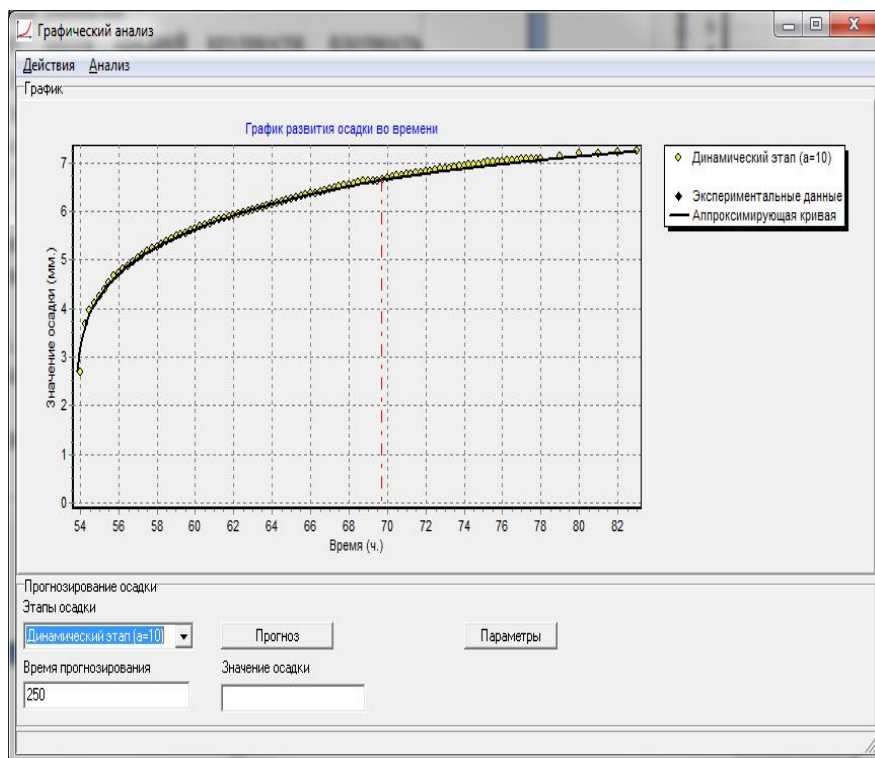 Графический анализ
Действия Анализ
График
График развития осадки во времени
Значение осадки (мм.)
7
6
5
4
3
2
1
0
54 56 58 60 62 64 66 68 70 72 74 76 78 80 82
Время (ч.)
Динамический этап (а=10)
Экспериментальные данные
Аппроксимирующая кривая
Прогнозирование осадки
Этапы осадки
Динамический этап (а=10) Прогноз Параметры
Время прогнозирования Значение осадки
250